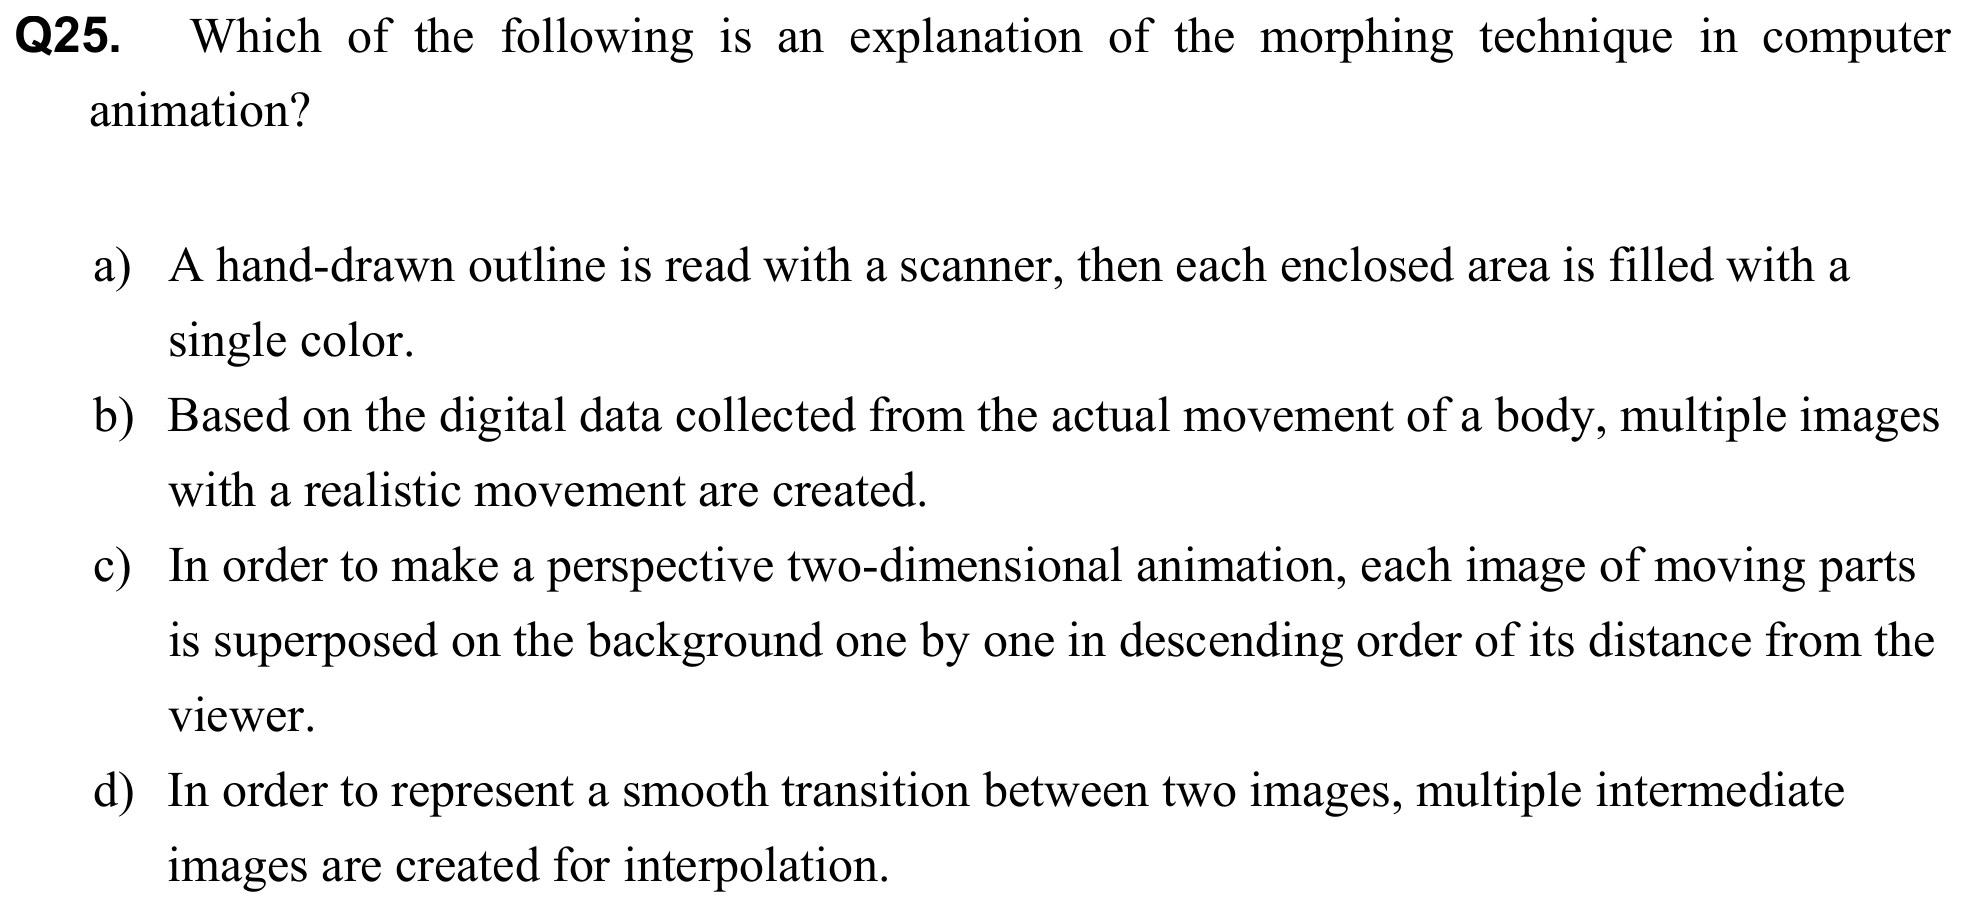 Q25. Which of the following is an explanation of the morphing technique in computer
animation?
a) A hand-drawn outline is read with a scanner, then each enclosed area is filled with a
single color.
b) Based on the digital data collected from the actual movement of a body, multiple images
with a realistic movement are created.
c) In order to make a perspective two-dimensional animation, each image of moving parts
is superposed on the background one by one in descending order of its distance from the
viewer.
d) In order to represent a smooth transition between two images, multiple intermediate
images are created for interpolation.